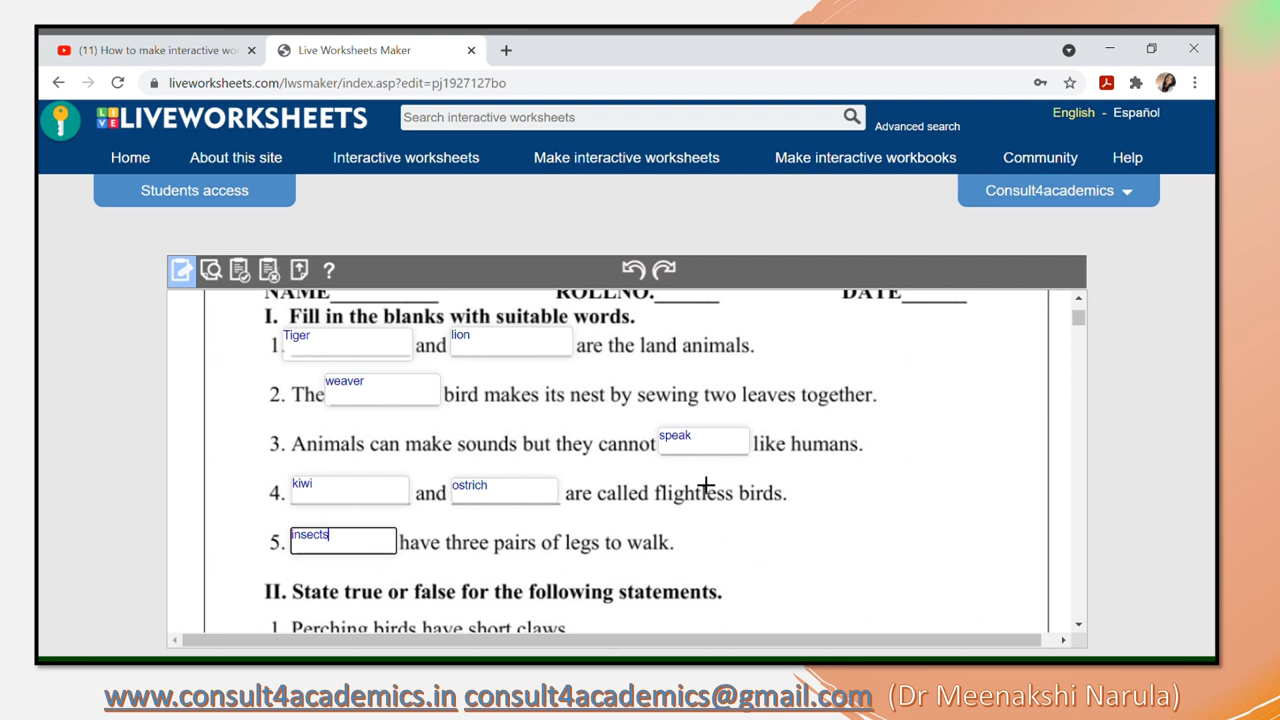 (11) How to make interactive wo
Live Worksheets Maker
liveworksheets.com/lwsmaker/index.asp?edit=pj1927127bo
LIVE
LIVEWORKSHEETS
Search interactive worksheets
Advanced search
English - Español
Home About this site Interactive worksheets Make interactive worksheets Make interactive workbooks Community Help
Students access
Consult4academics
?
NAME__________ ROLLNO.______ DATE______
I. Fill in the blanks with suitable words.
1. Tiger and lion are the land animals.
2. The weaver bird makes its nest by sewing two leaves together.
3. Animals can make sounds but they cannot speak like humans.
4. kiwi and ostrich are called flightless birds.
5. insects have three pairs of legs to walk.
II. State true or false for the following statements.
1. Perching birds have short claws.
www.consult4academics.in consult4academics@gmail.com (Dr Meenakshi Narula)